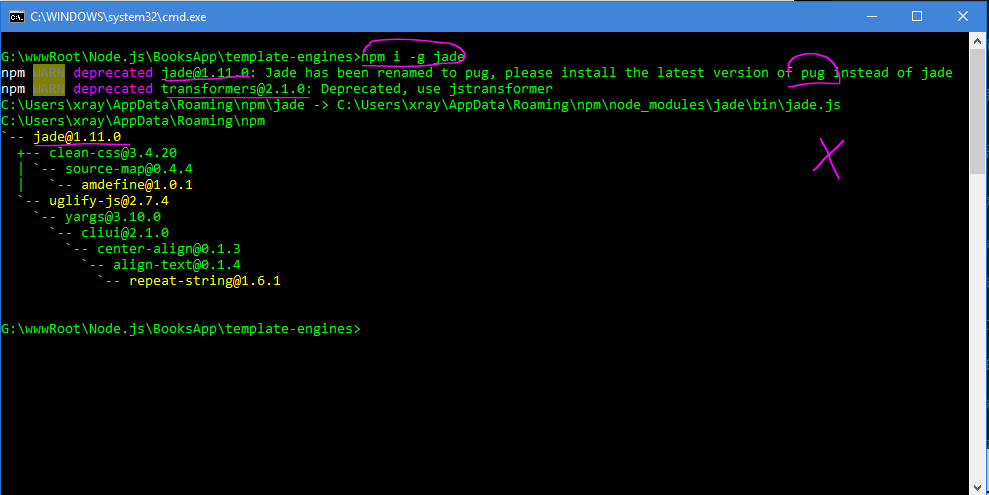 C:\WINDOWS\system32\cmd.exe
G:\wwwRoot\Node.js\BooksApp\template-engines>npm i -g jade
npm WARN deprecated jade@1.11.0: Jade has been renamed to pug, please install the latest version of pug instead of jade
npm WARN deprecated transformers@2.1.0: Deprecated, use jstransformer
C:\Users\xray\AppData\Roaming\npm\jade -> C:\Users\xray\AppData\Roaming\npm\node_modules\jade\bin\jade.js
C:\Users\xray\AppData\Roaming\npm
`-- jade@1.11.0
  +-- clean-css@3.4.20
  | `-- source-map@0.4.4
  |   `-- amdefine@1.0.1
  `-- uglify-js@2.7.4
    `-- yargs@3.10.0
      `-- cliui@2.1.0
        `-- center-align@0.1.3
          `-- align-text@0.1.4
            `-- repeat-string@1.6.1
G:\wwwRoot\Node.js\BooksApp\template-engines>